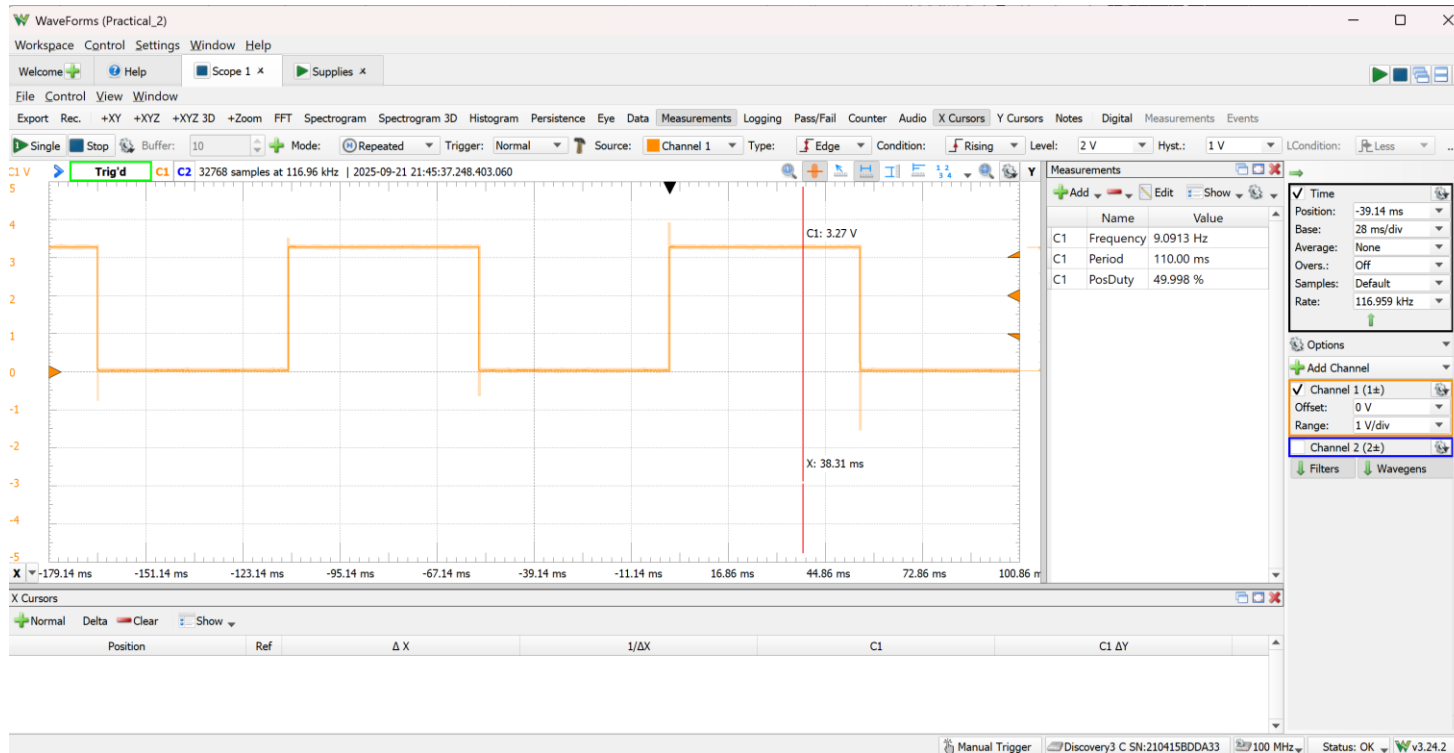 WaveForms (Practical_2)
Workspace Control Settings Window Help
Welcome Help Scope 1 × Supplies ×
File Control View Window
Export Rec. +XY +XYZ +XYZ 3D +Zoom FFT Spectrogram Spectrogram 3D Histogram Persistence Eye Data Measurements Logging Pass/Fail Counter Audio X Cursors Y Cursors Notes Digital Measurements Events
Single Stop Buffer: 10 Mode: Repeated Trigger: Normal Source: Channel 1 Type: Edge Condition: Rising Level: 2 V Hyst.: 1 V LCondition: Less ..
C1 V Trig'd C1 C2 32768 samples at 116.96 kHz | 2025-09-21 21:45:37.248.403.060 Y
5
4
3
2
1
0
-1
-2
-3
-4
-5
C1: 3.27 V
X: 38.31 ms
X -179.14 ms -151.14 ms -123.14 ms -95.14 ms -67.14 ms -39.14 ms -11.14 ms 16.86 ms 44.86 ms 72.86 ms 100.86 m
Measurements
Add Edit Show
Name Value
C1 Frequency 9.0913 Hz
C1 Period 110.00 ms
C1 PosDuty 49.998 %
Time
Position: -39.14 ms
Base: 28 ms/div
Average: None
Overs.: Off
Samples: Default
Rate: 116.959 kHz
Options
Add Channel
Channel 1 (1±)
Offset: 0 V
Range: 1 V/div
Channel 2 (2±)
Filters Wavegens
X Cursors
Normal Delta Clear Show
Position Ref Δ X 1/ΔX C1 C1 ΔY
Manual Trigger Discovery3 C SN:210415BDDA33 100 MHz Status: OK v3.24.2